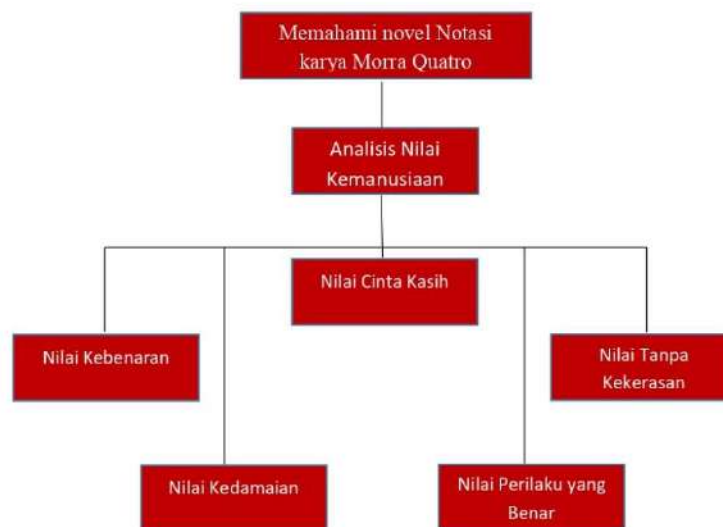 Memahami novel Notasi
karya Morra Quatro
Analisis Nilai
Kemanusiaan
Nilai Cinta Kasih
Nilai Kebenaran
Nilai Tanpa
Kekerasan
Nilai Kedamaian
Nilai Perilaku yang
Benar